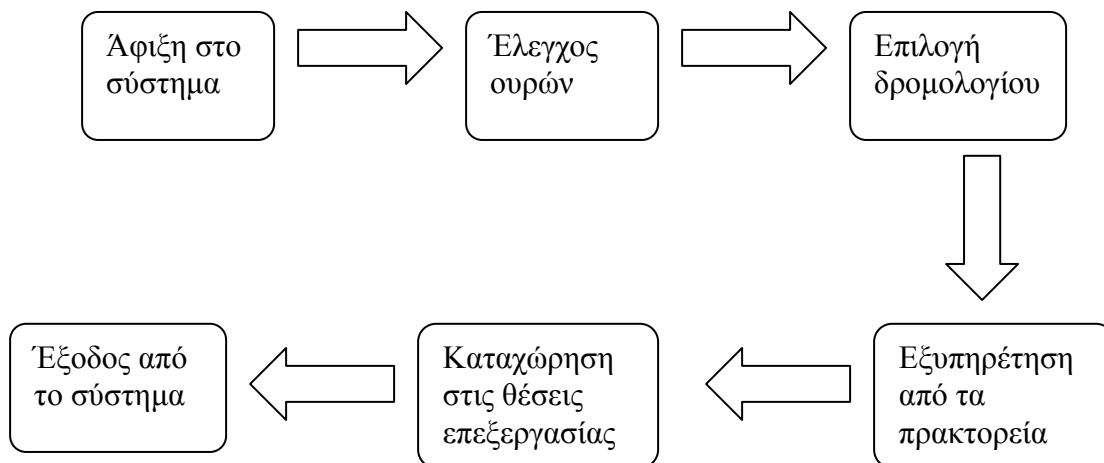 Άφιξη στο
σύστημα
Έλεγχος
ουρών
Επιλογή
δρομολογίου
Εξυπηρέτηση
από τα
πρακτορεία
Καταχώρηση
στις θέσεις
επεξεργασίας
Έξοδος από
το σύστημα